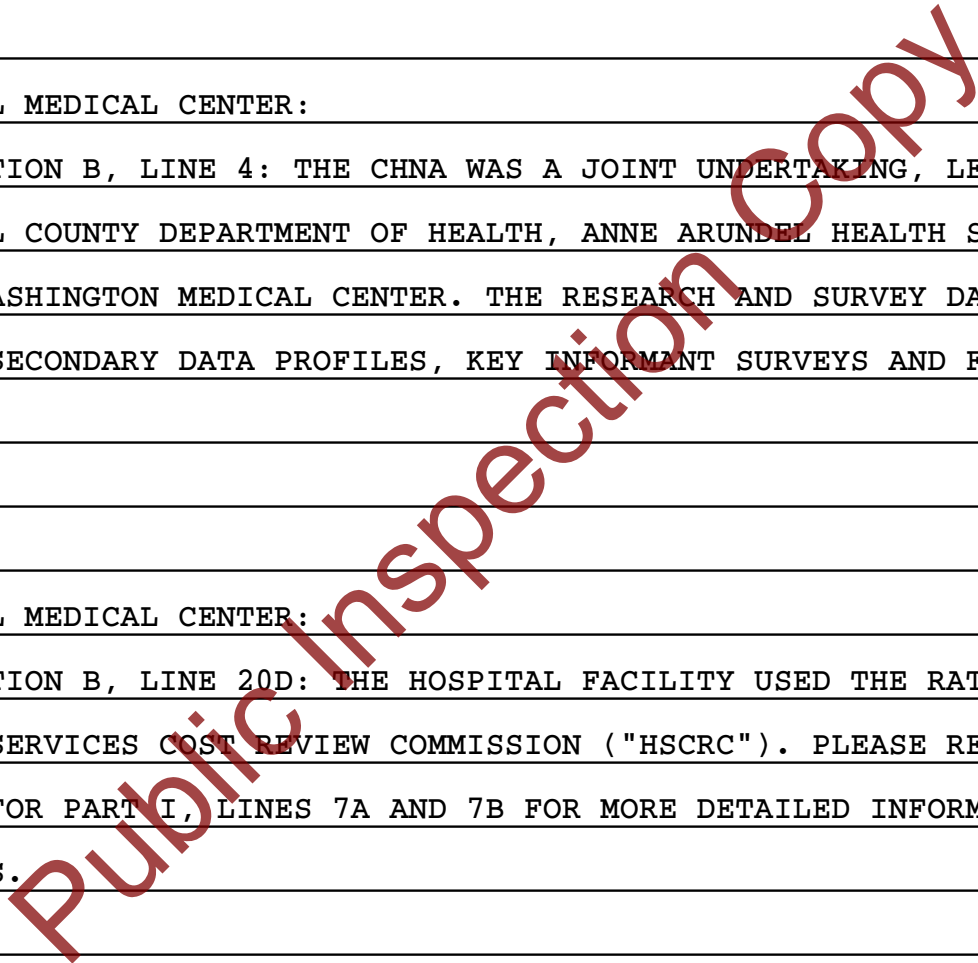 MEDICAL CENTER:
TION B, LINE 4: THE CHNA WAS A JOINT UNDERTAKING, LE
COUNTY DEPARTMENT OF HEALTH, ANNE ARUNDEL HEALTH S
ASHINGTON MEDICAL CENTER. THE RESEARCH AND SURVEY DA
SECONDARY DATA PROFILES, KEY INFORMANT SURVEYS AND F
MEDICAL CENTER:
TION B, LINE 20D: THE HOSPITAL FACILITY USED THE RAT
SERVICES COST REVIEW COMMISSION ("HSCRC"). PLEASE RE
FOR PART I, LINES 7A AND 7B FOR MORE DETAILED INFORM
S.
Public Inspection Copy